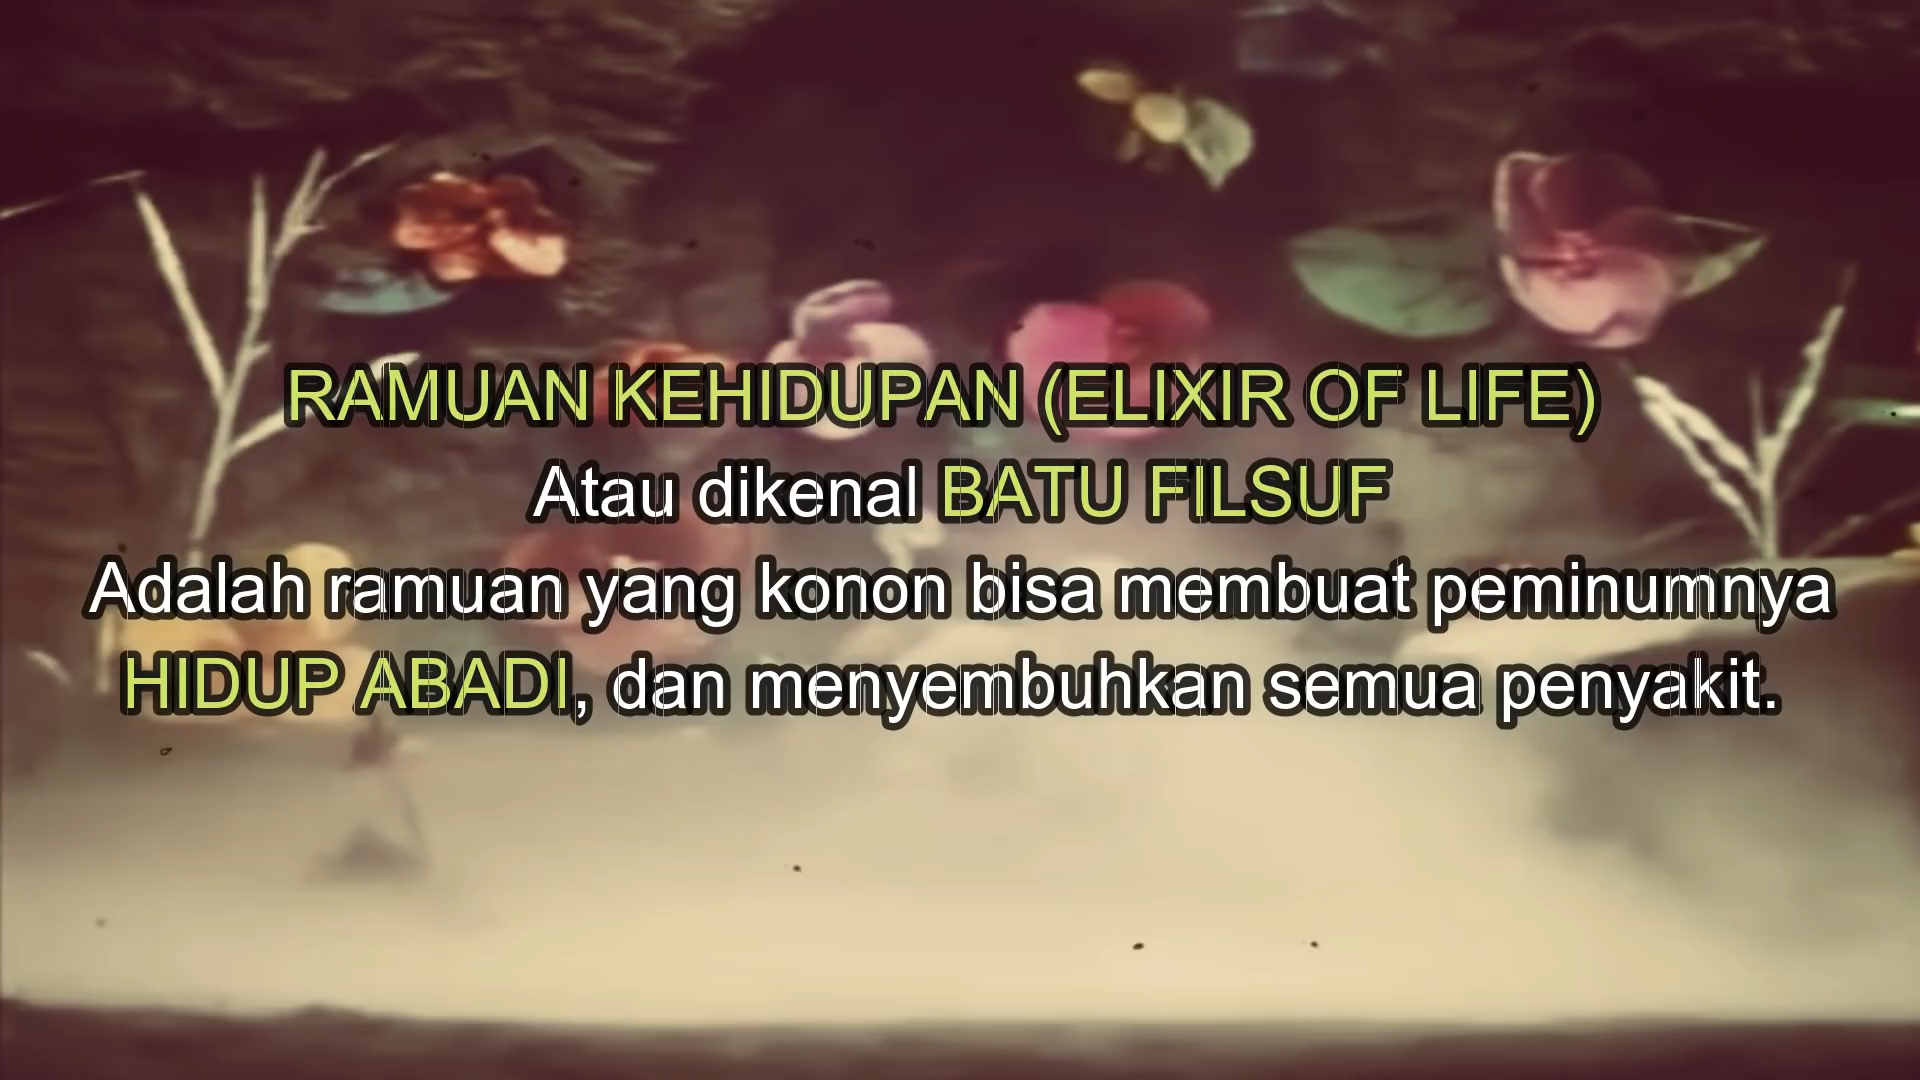 RAMUAN KEHIDUPAN (ELIXIR OF LIFE)
Atau dikenal BATU FILSUF
Adalah ramuan yang konon bisa membuat peminumnya
HIDUP ABADI, dan menyembuhkan semua penyakit.